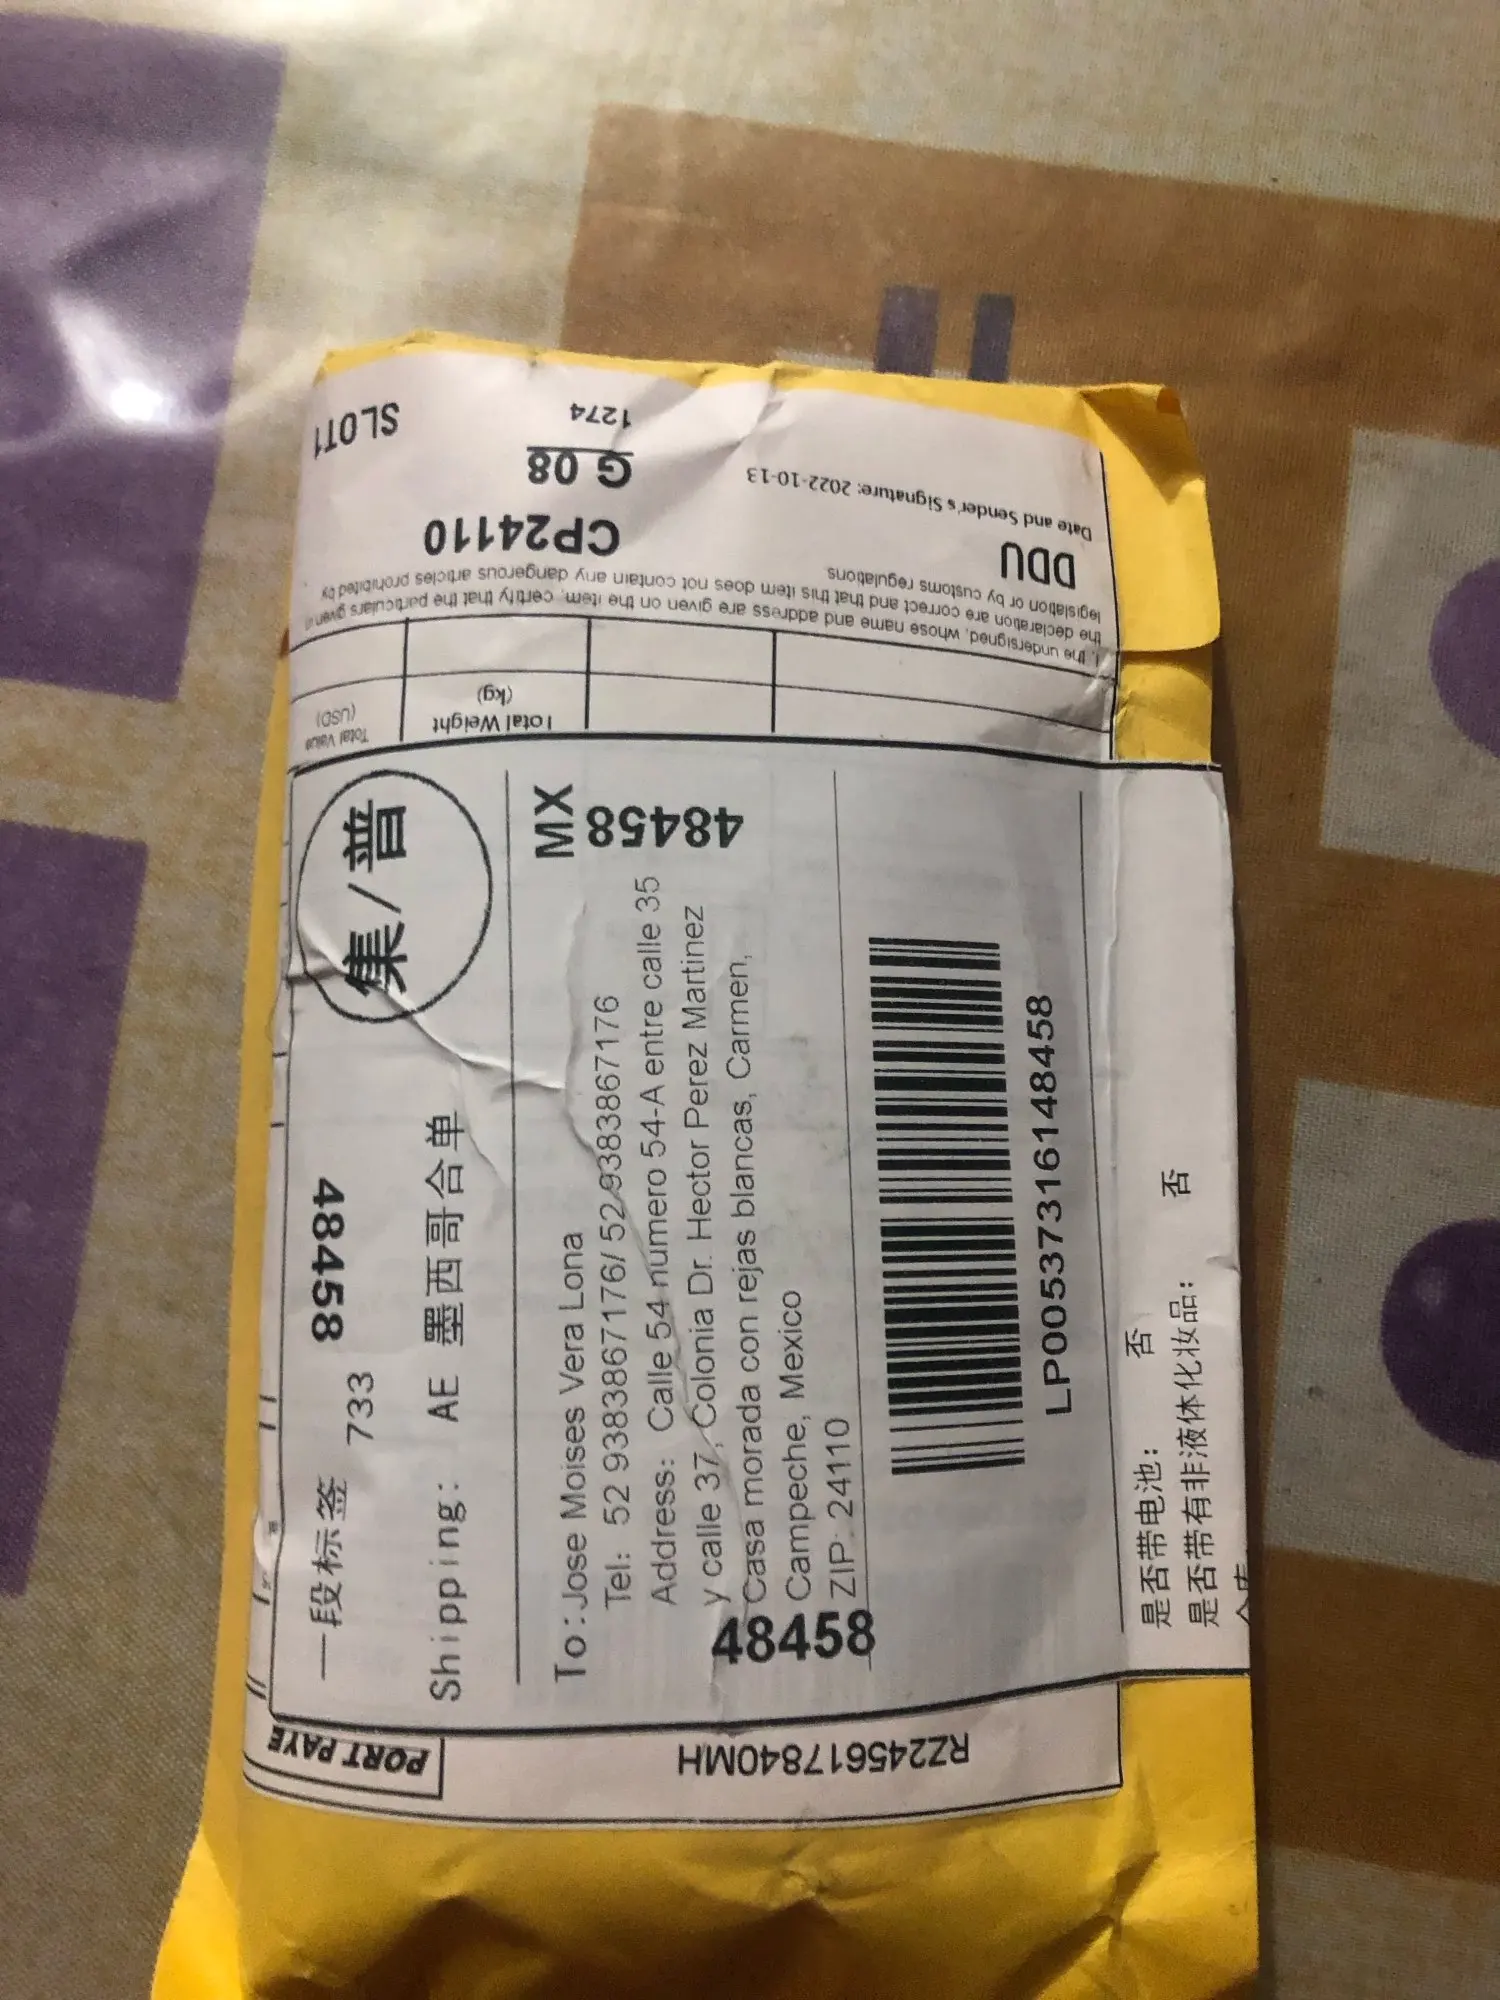 一段标签 733 48458
集/普
Shipping: AE 墨西哥合单
MX
48458
To:Jose Moises Vera Lona
Tel: 52 9383867176/ 52 9383867176
Address: Calle 54 numero 54-A entre calle 35
y calle 37, Colonia Dr. Hector Perez Martinez
Casa morada con rejas blancas, Carmen,
Campeche, Mexico
ZIP: 24110
48458
LP00537316148458
是否带电池: 否
是否带有非液体化妆品: 否
PORT PAYE
RZ245617840MH
Total Weight
(kg)
Total Value
(USD)
I, the undersigned, whose name and address are given on the item, certify that the particulars given
the declaration are correct and that this item does not contain any dangerous articles prohibited by
legislation or by customs regulations
DDU
CP24110
Date and Sender's Signature: 2022-10-13
G 08
1274
SLOT1